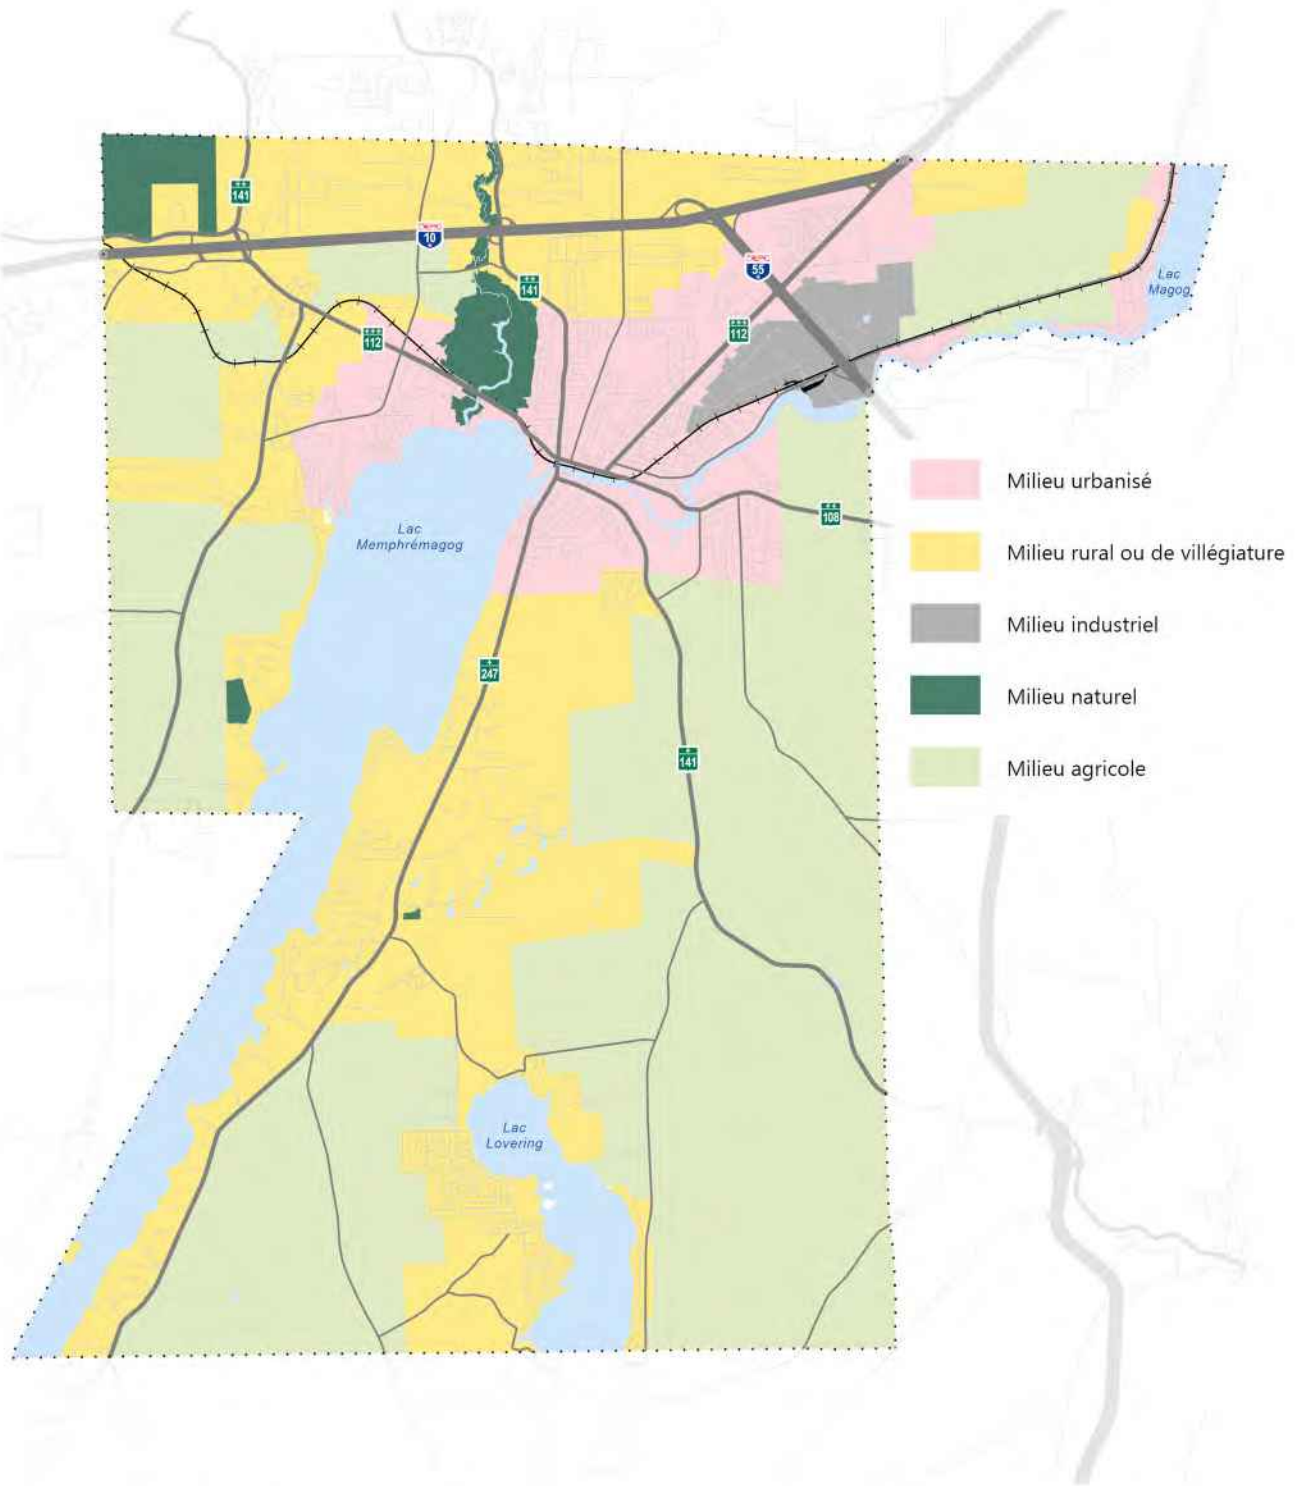 141
10
55
Lac
Magog
141
112
112
Milieu urbanisé
108
Lac
Memphrémagog
Milieu rural ou de villégiature
Milieu industriel
247
Milieu naturel
141
Milieu agricole
Lac
Lovering